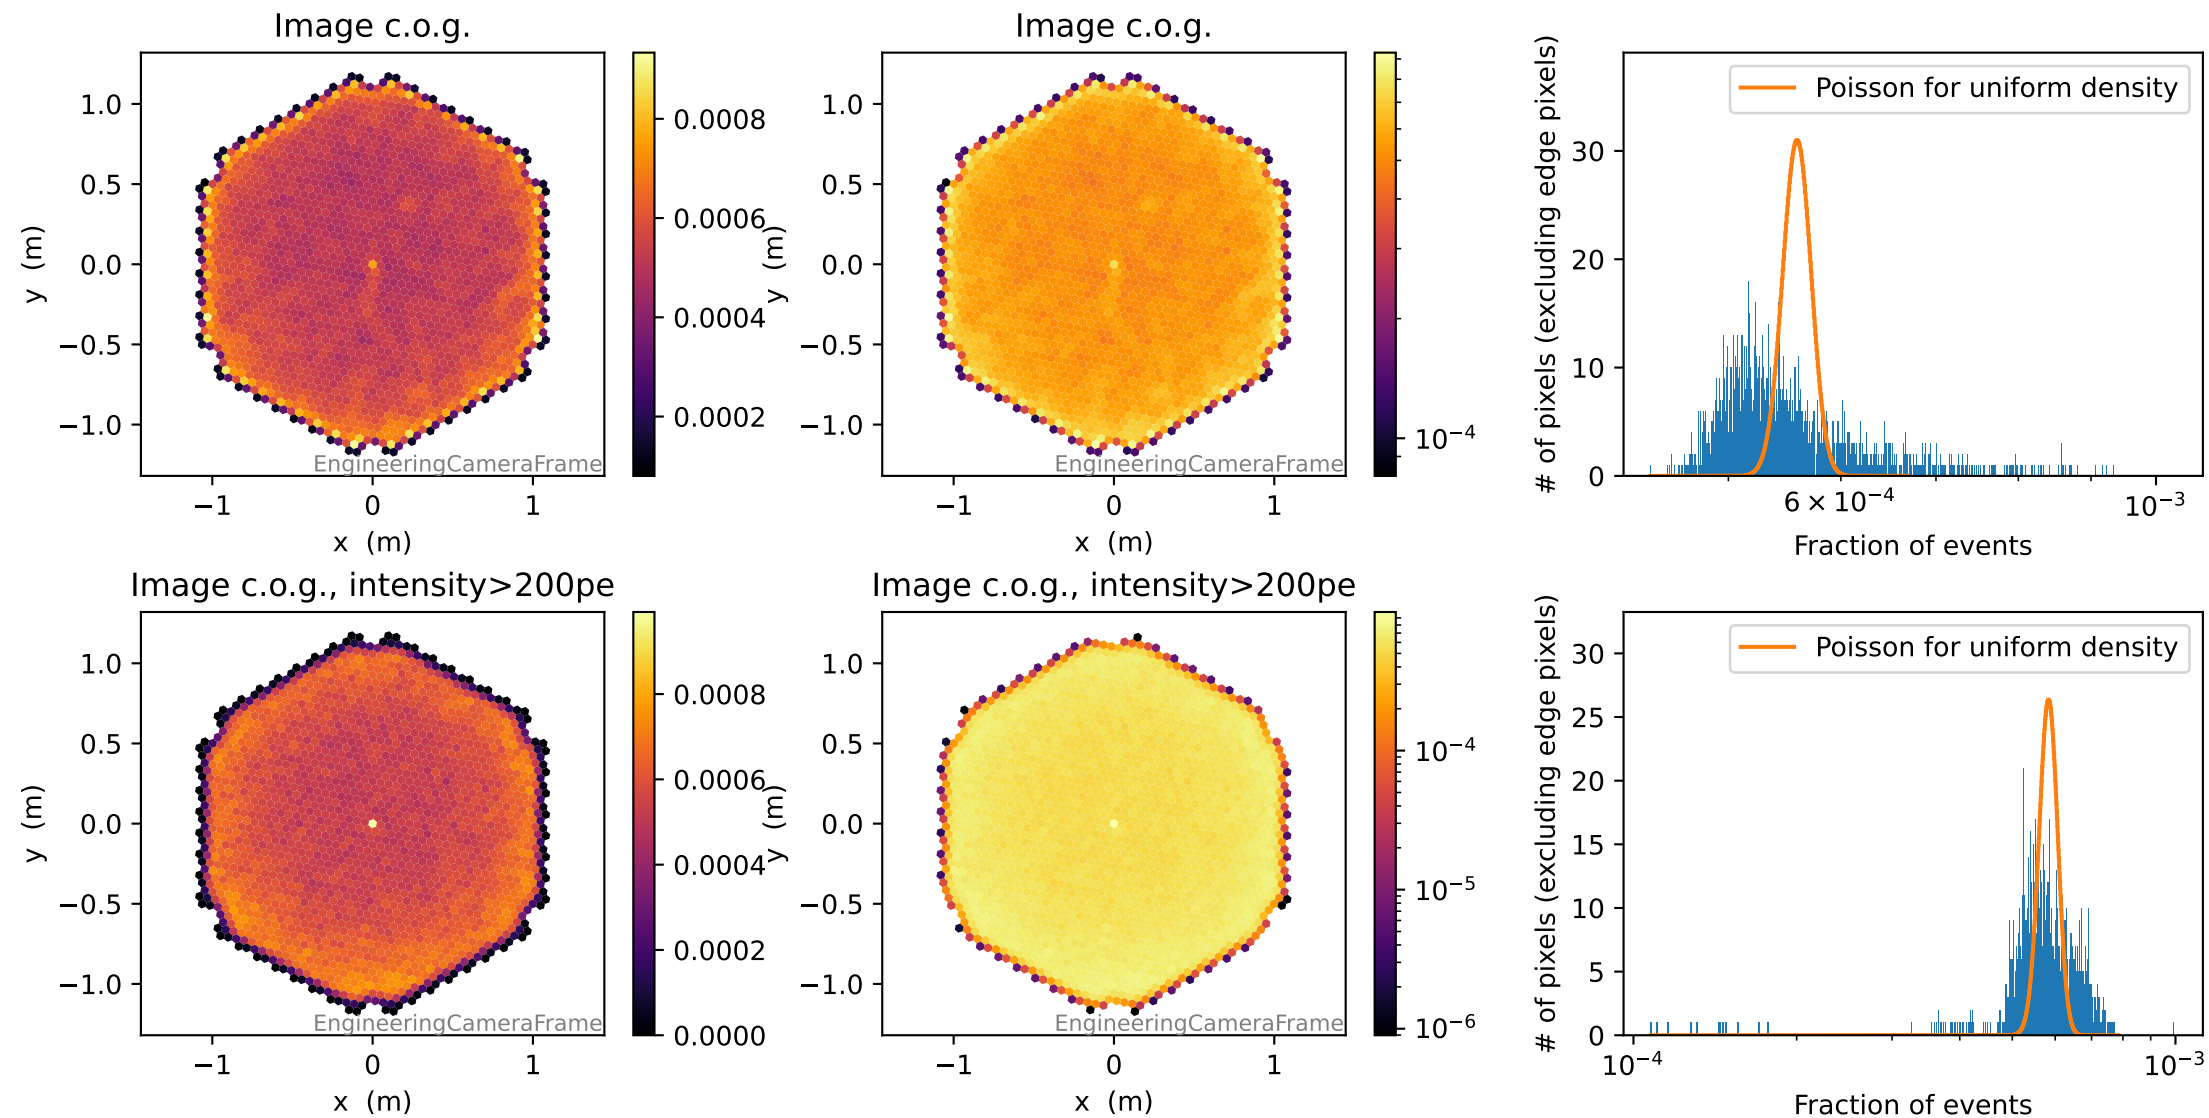 Image c.o.g.
1.0
0.5
0.0
−0.5
−1.0
y (m)
−1
0
1
x (m)
EngineeringCameraFrame
0.0008
0.0006
0.0004
0.0002
Image c.o.g.
1.0
0.5
0.0
−0.5
−1.0
y (m)
−1
0
1
x (m)
EngineeringCameraFrame
10⁻⁴
# of pixels (excluding edge pixels)
30
20
10
0
Poisson for uniform density
6 × 10⁻⁴
10⁻³
Fraction of events
Image c.o.g., intensity>200pe
1.0
0.5
0.0
−0.5
−1.0
y (m)
−1
0
1
x (m)
EngineeringCameraFrame
0.0008
0.0006
0.0004
0.0002
0.0000
Image c.o.g., intensity>200pe
1.0
0.5
0.0
−0.5
−1.0
y (m)
−1
0
1
x (m)
EngineeringCameraFrame
10⁻⁴
10⁻⁵
10⁻⁶
# of pixels (excluding edge pixels)
30
25
20
15
10
5
0
Poisson for uniform density
10⁻⁴
10⁻³
Fraction of events